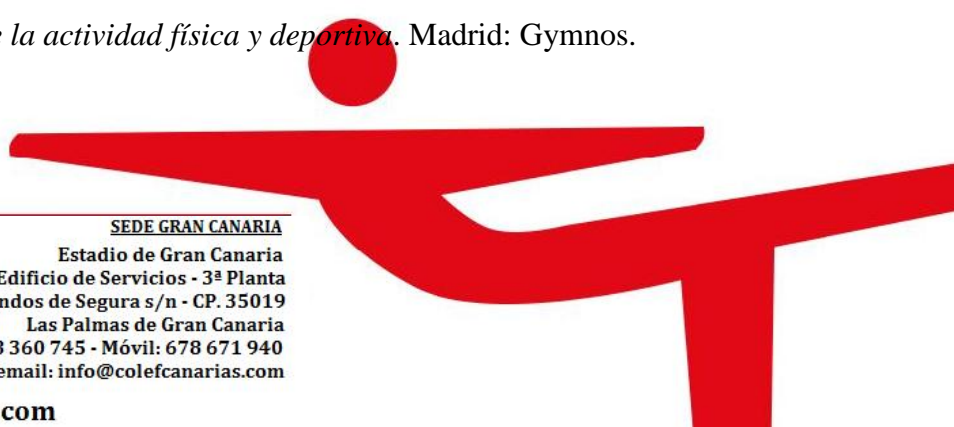 e la actividad física y deportiva. Madrid: Gymnos.
SEDE GRAN CANARIA
Estadio de Gran Canaria
Edificio de Servicios - 3ª Planta
ndos de Segura s/n - CP. 35019
Las Palmas de Gran Canaria
8 360 745 - Móvil: 678 671 940
email: info@colefcanarias.com
.com